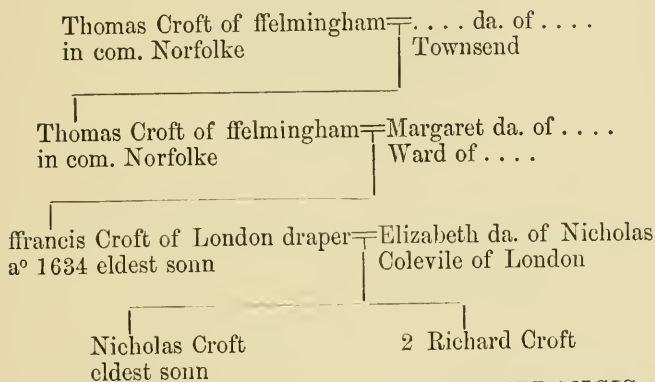 Thomas Croft of ffelmingham=.... da. of ....
in com. Norfolke Townsend
Thomas Croft of ffelmingham=Margaret da. of ....
in com. Norfolke Ward of ....
ffrancis Croft of London draper=Elizabeth da. of Nicholas
aº 1634 eldest sonn Colevile of London
Nicholas Croft 2 Richard Croft
eldest sonn